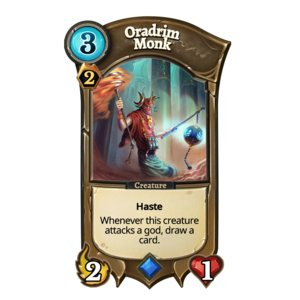 Oradrim
Monk
3
2
Creature
Haste
Whenever this creature
attacks a god, draw a
card.
2
1